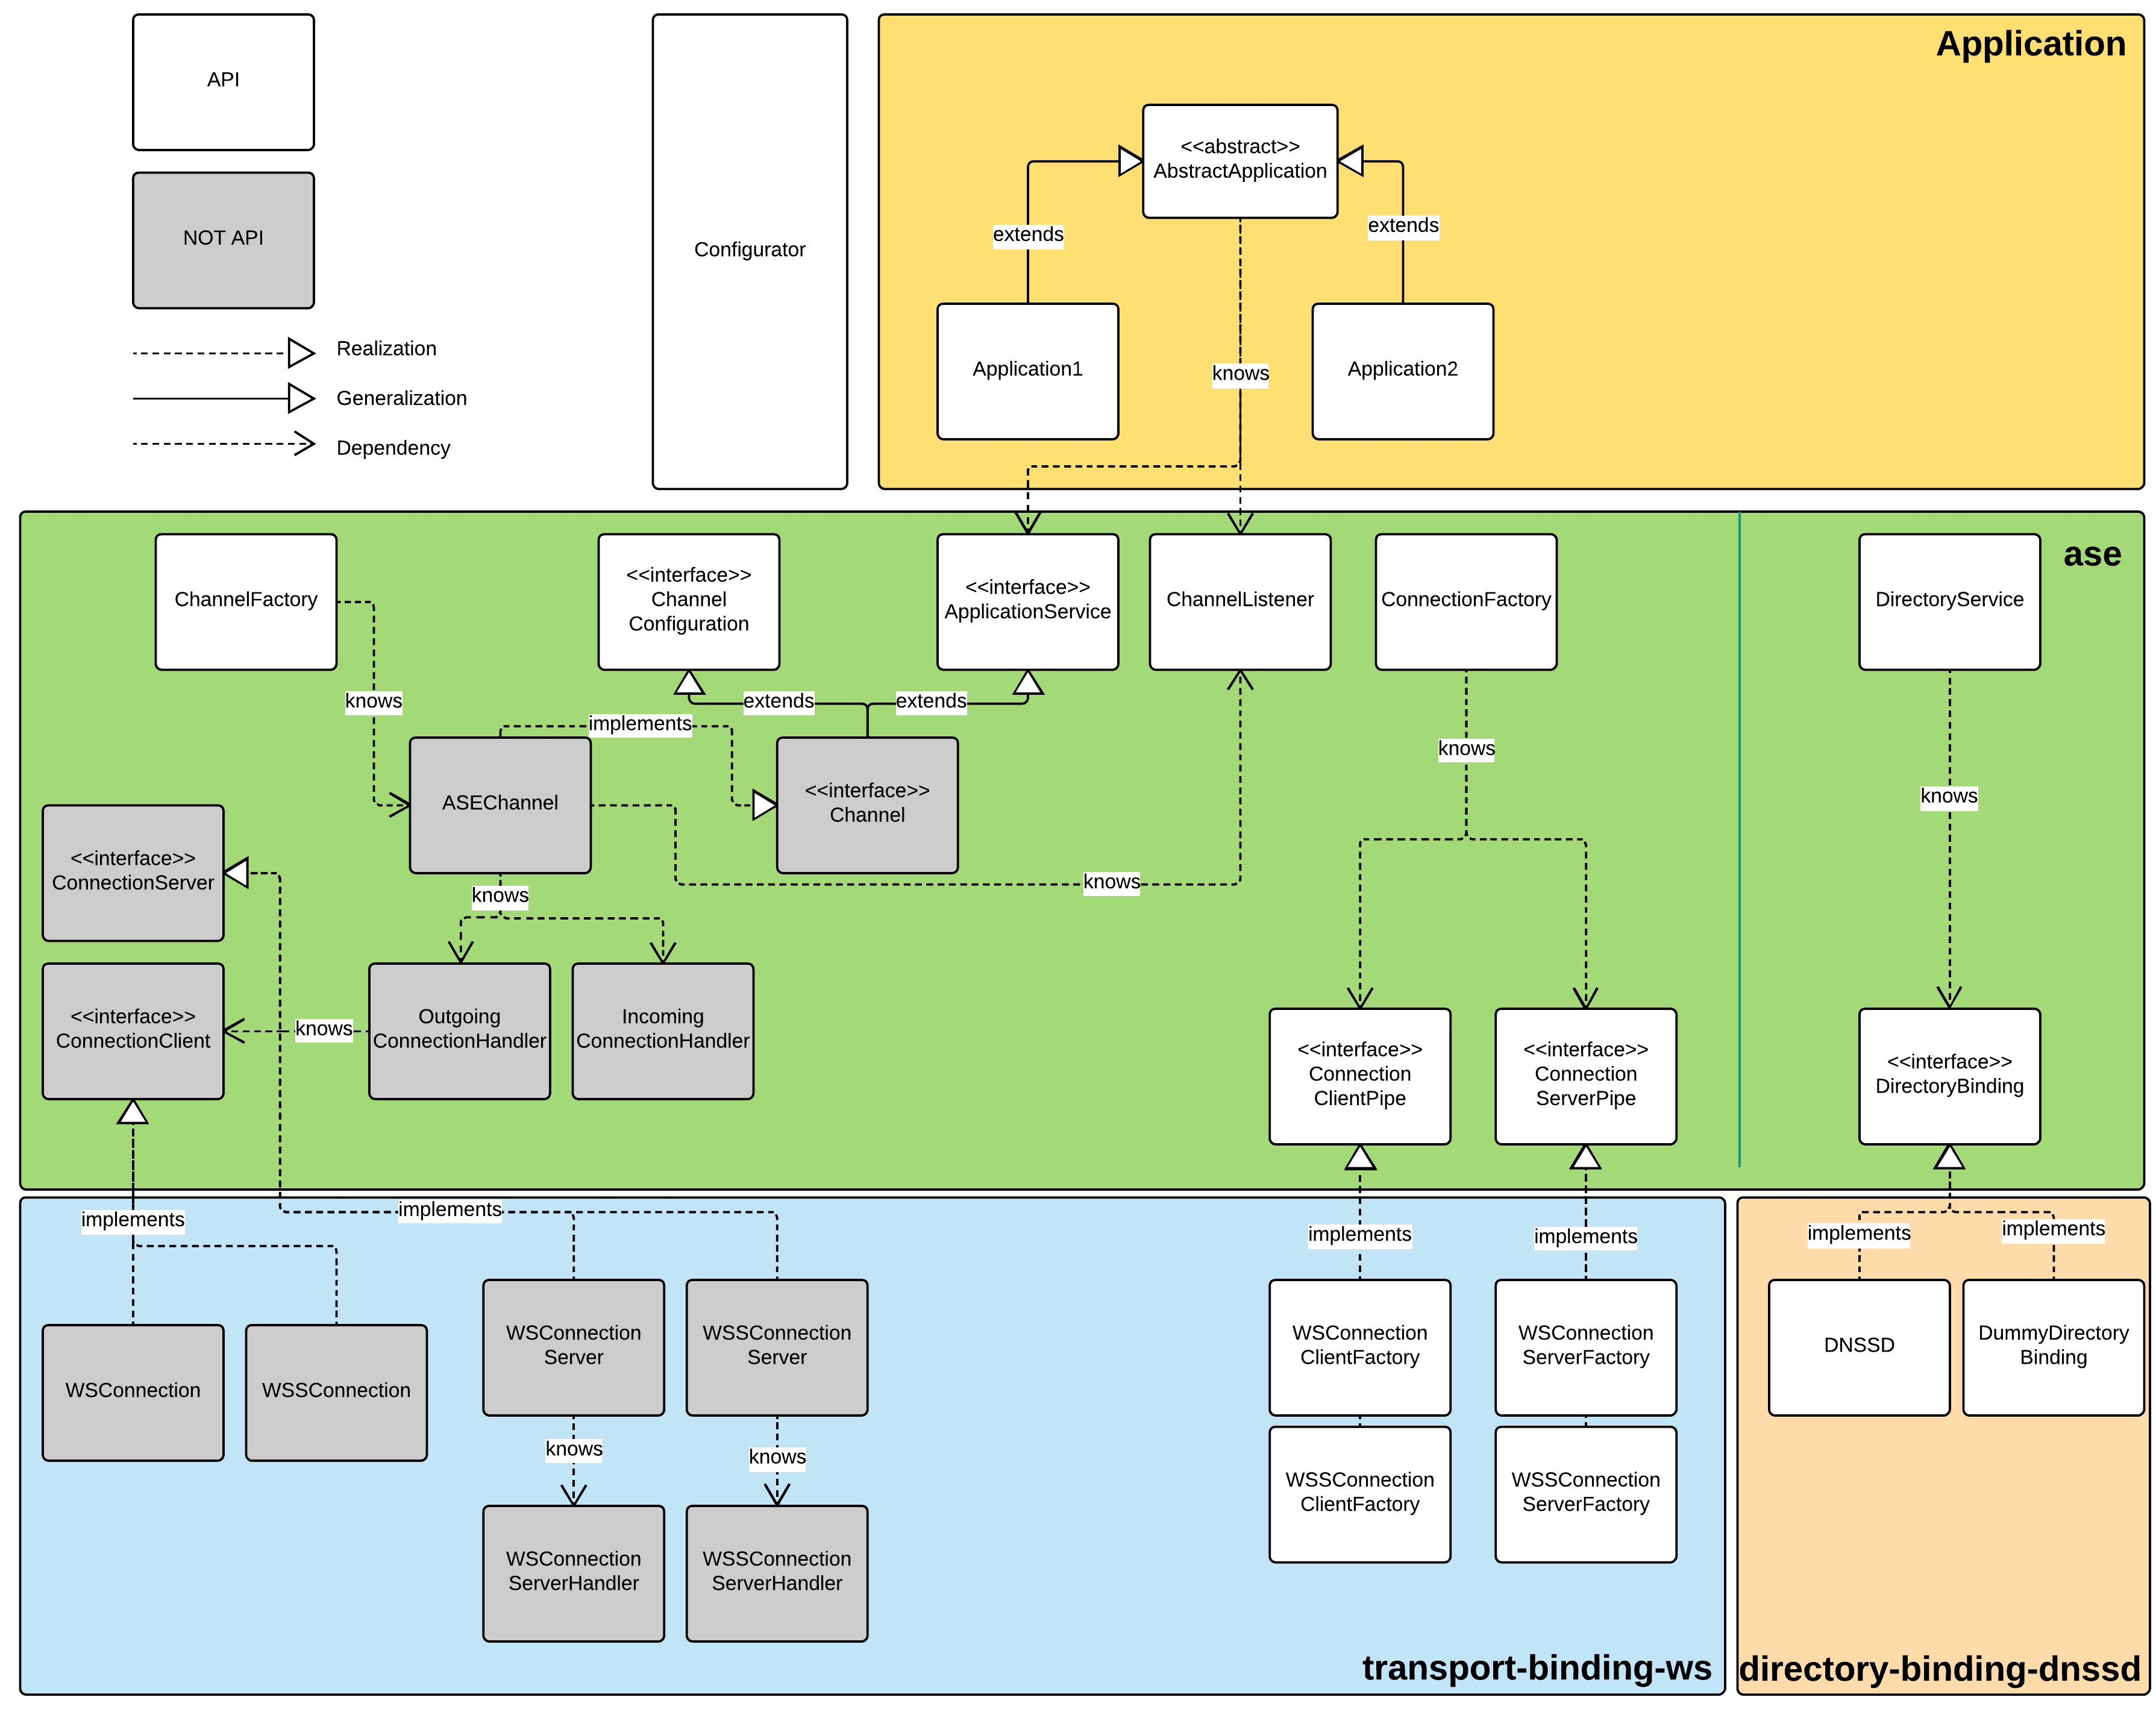 API
NOT API
Realization
Generalization
Dependency
Configurator
Application
<<abstract>>
AbstractApplication
extends
extends
Application1
knows
Application2
ase
ChannelFactory
<<interface>>
Channel
Configuration
<<interface>>
ApplicationService
ChannelListener
ConnectionFactory
DirectoryService
knows
extends
extends
implements
knows
knows
ASEChannel
<<interface>>
Channel
<<interface>>
ConnectionServer
knows
knows
<<interface>>
ConnectionClient
knows
Outgoing
ConnectionHandler
Incoming
ConnectionHandler
<<interface>>
Connection
ClientPipe
<<interface>>
Connection
ServerPipe
<<interface>>
DirectoryBinding
implements
implements
implements
implements
implements
implements
WSConnection
WSSConnection
WSConnection
Server
WSSConnection
Server
WSConnection
ClientFactory
WSConnection
ServerFactory
DNSSD
DummyDirectory
Binding
knows
knows
WSSConnection
ClientFactory
WSSConnection
ServerFactory
WSConnection
ServerHandler
WSSConnection
ServerHandler
transport-binding-ws
directory-binding-dnssd